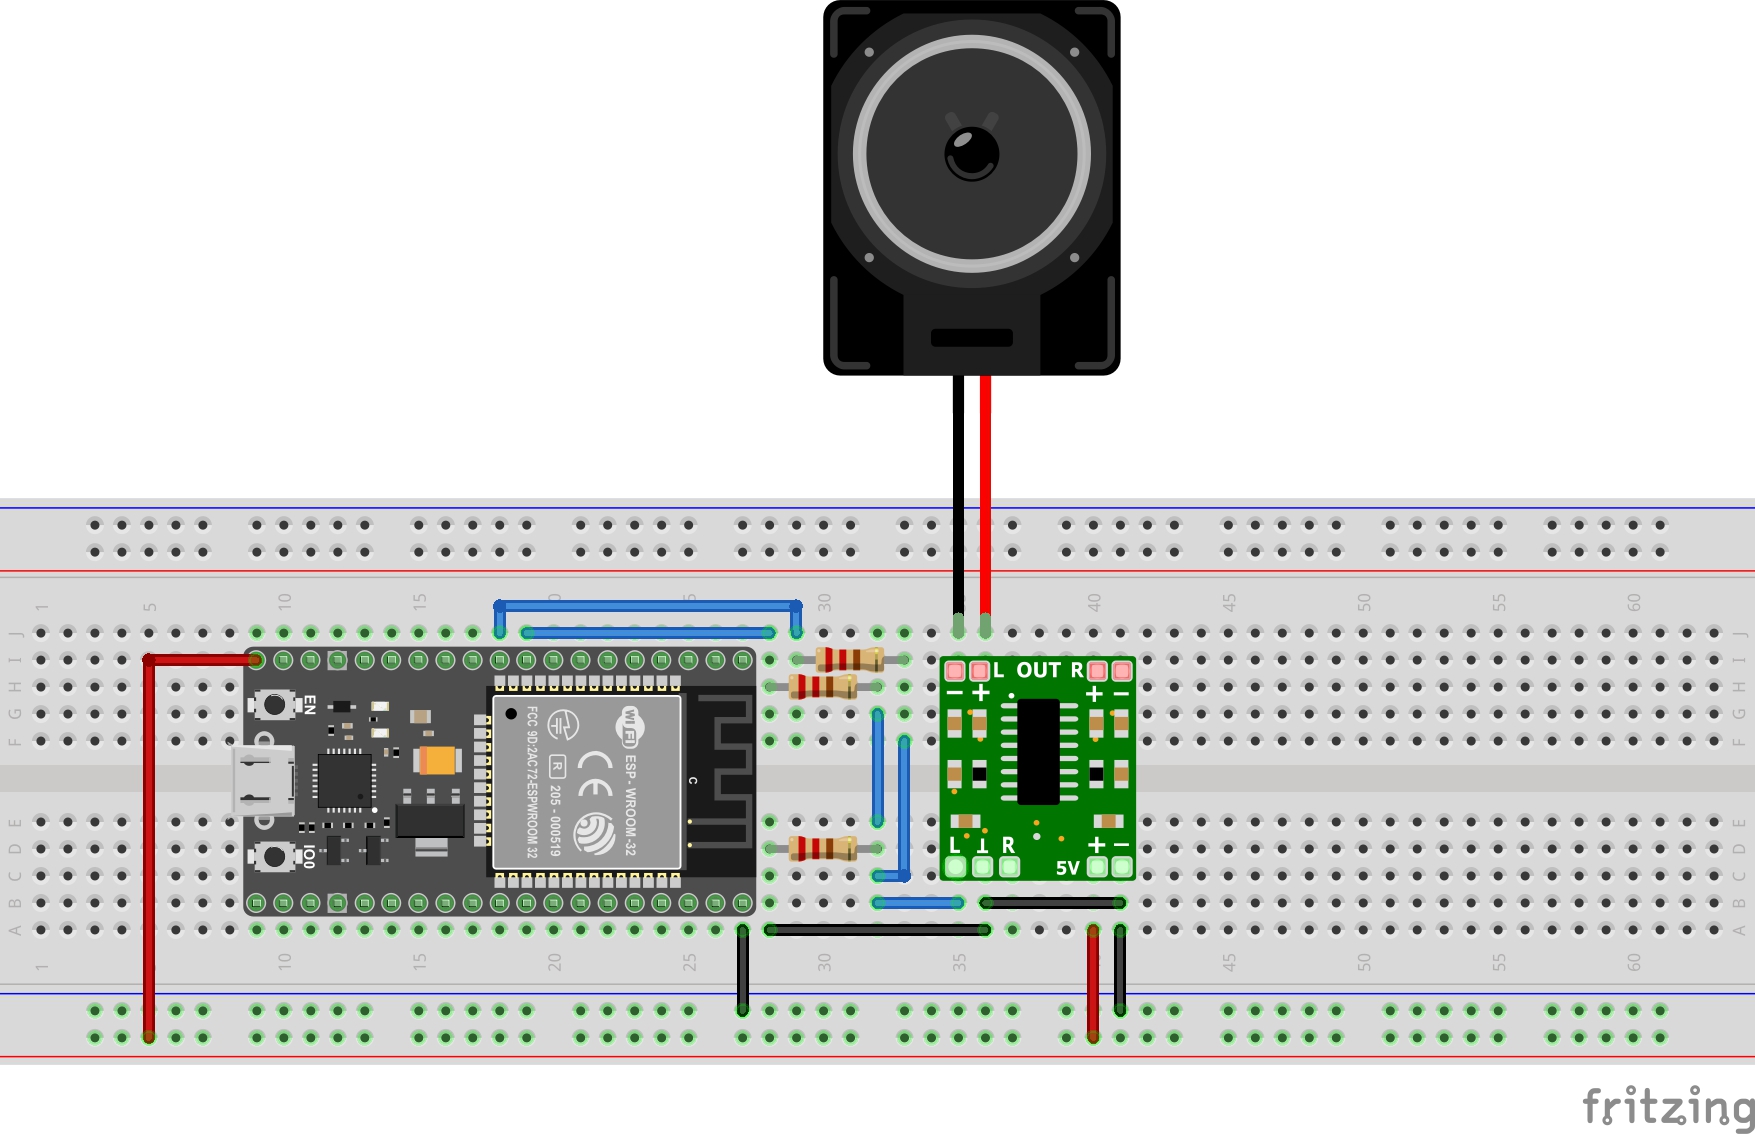 1 5 10 15 20 25 30 35 40 45 50 55 60
J J
I I
H H
G G
F F
E E
D D
C C
B B
A A
EN
IO0
FCC 9D:2AC72-ESPWROOM 32
R 205 - 000519
CE
Wi Fi
ESP - WROOM -32
C
L OUT R
− + + −
L ⊥ R + −
5V
1 10 15 20 25 30 35 45 50 55 60
fritzing